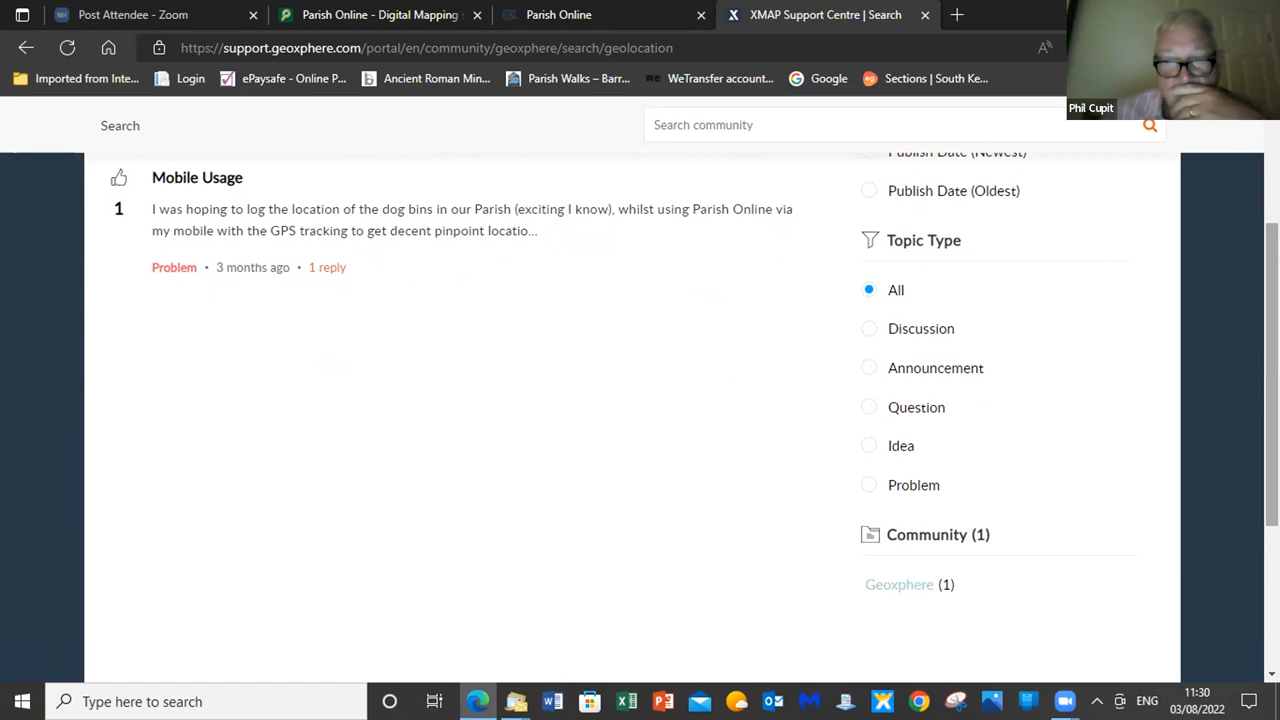 Post Attendee - Zoom
Parish Online - Digital Mapping
Parish Online
XMAP Support Centre | Search
https://support.geoxphere.com/portal/en/community/geoxphere/search/geolocation
Imported from Inte...
Login
ePaysafe - Online P...
Ancient Roman Min...
Parish Walks – Barr...
we
WeTransfer account...
Google
Sections | South Ke...
Phil Cupit
Search
Search community
Publish Date (Newest)
Mobile Usage
Publish Date (Oldest)
1
I was hoping to log the location of the dog bins in our Parish (exciting I know), whilst using Parish Online via
my mobile with the GPS tracking to get decent pinpoint locatio...
Topic Type
Problem • 3 months ago • 1 reply
All
Discussion
Announcement
Question
Idea
Problem
Community (1)
Geoxphere (1)
Type here to search
ENG
11:30
03/08/2022